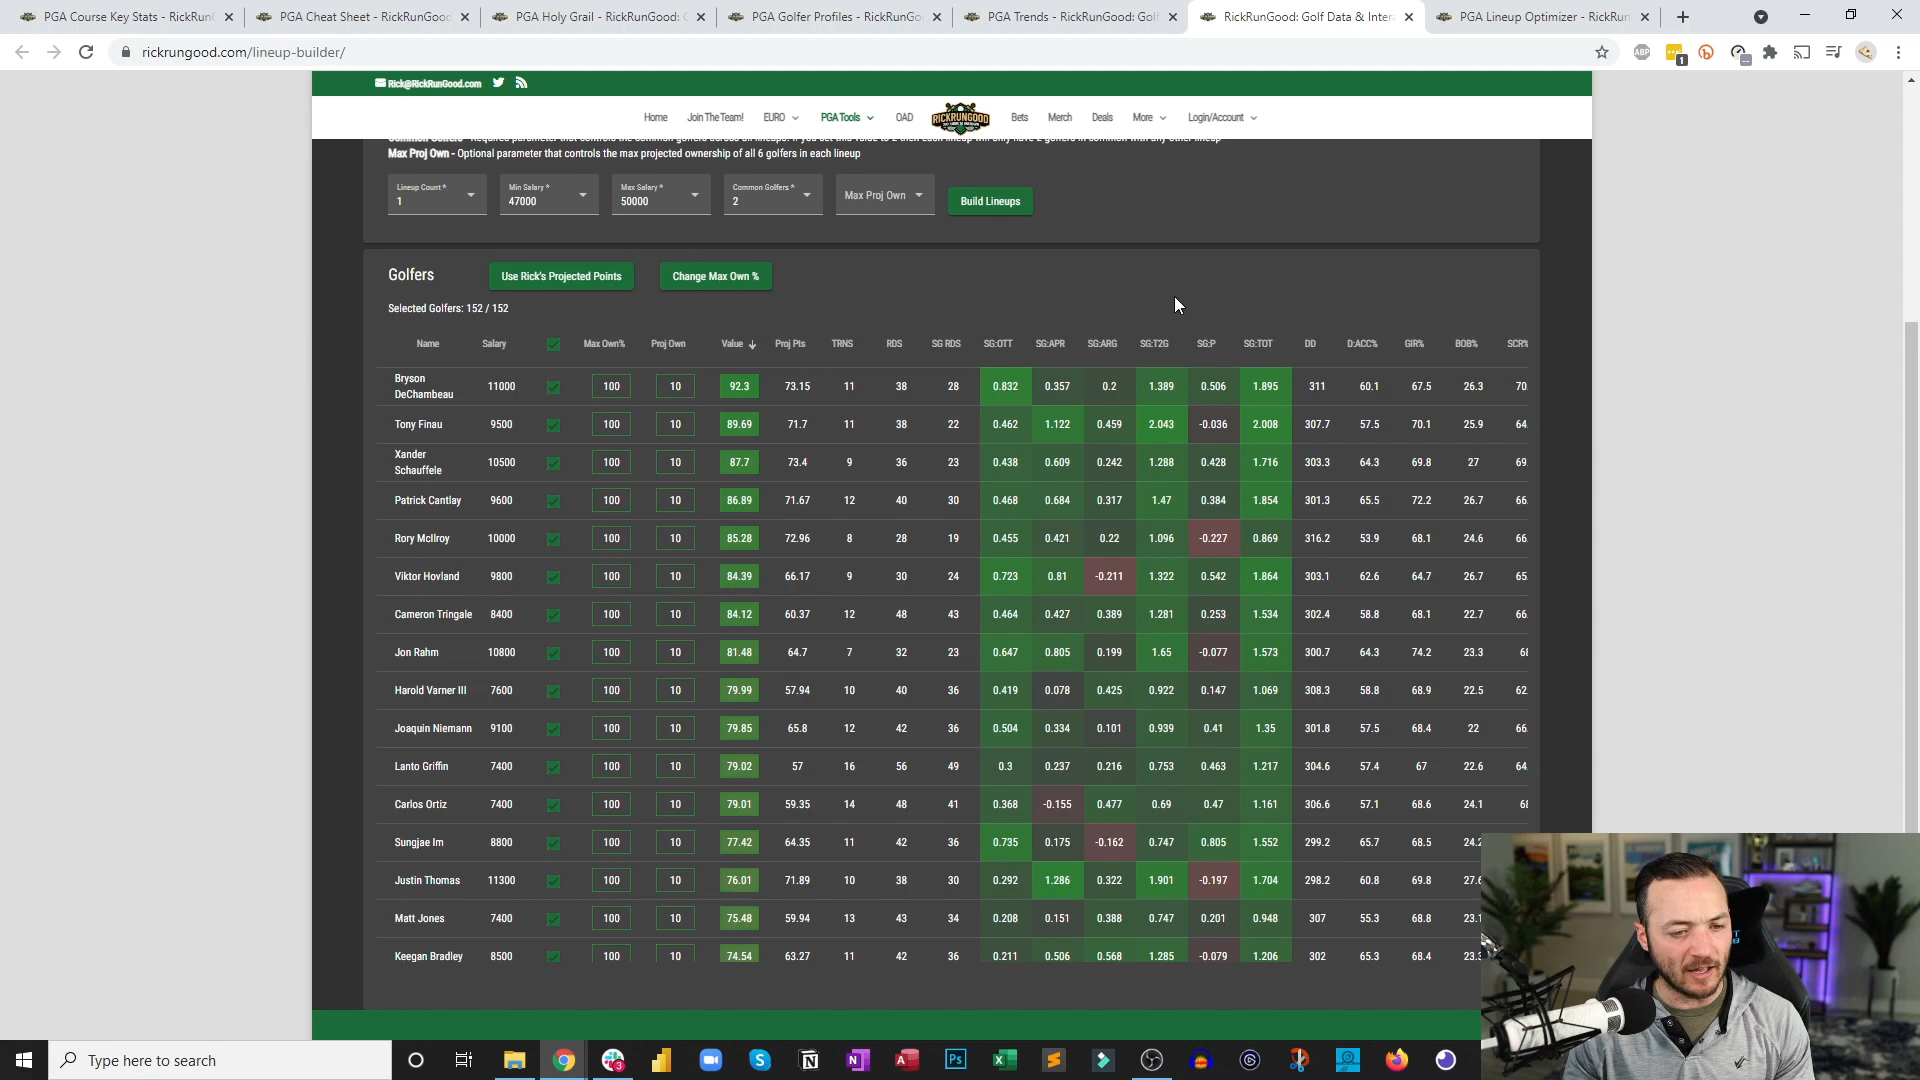 PGA Course Key Stats - RickRun
PGA Cheat Sheet - RickRunGood
PGA Holy Grail - RickRunGood:
PGA Golfer Profiles - RickRunGo
PGA Trends - RickRunGood: Golf
RickRunGood: Golf Data & Inter
PGA Lineup Optimizer - RickRun
rickrungood.com/lineup-builder/
Rick@RickRunGood.com
Home Join The Team! EURO PGA Tools OAD RICKRUNGOOD Bets Merch Deals More Login/Account
Max Proj Own - Optional parameter that controls the max projected ownership of all 6 golfers in each lineup
Lineup Count * Min Salary * Max Salary * Common Golfers * Max Proj Own
1 47000 50000 2 Build Lineups
Golfers Use Rick's Projected Points Change Max Own %
Selected Golfers: 152 / 152
Name Salary Max Own% Proj Own Value Proj Pts TRNS RDS SG RDS SG:OTT SG:APR SG:ARG SG:T2G SG:P SG:TOT DD D:ACC% GIR% BOB% SCR%
Bryson DeChambeau 11000 100 10 92.3 73.15 11 38 28 0.832 0.357 0.2 1.389 0.506 1.895 311 60.1 67.5 26.3 70.
Tony Finau 9500 100 10 89.69 71.7 11 38 22 0.462 1.122 0.459 2.043 -0.036 2.008 307.7 57.5 70.1 25.9 64.
Xander Schauffele 10500 100 10 87.7 73.4 9 36 23 0.438 0.609 0.242 1.288 0.428 1.716 303.3 64.3 69.8 27 69.
Patrick Cantlay 9600 100 10 86.89 71.67 12 40 30 0.468 0.684 0.317 1.47 0.384 1.854 301.3 65.5 72.2 26.7 66.
Rory McIlroy 10000 100 10 85.28 72.96 8 28 19 0.455 0.421 0.22 1.096 -0.227 0.869 316.2 53.9 68.1 24.6 66.
Viktor Hovland 9800 100 10 84.39 66.17 9 30 24 0.723 0.81 -0.211 1.322 0.542 1.864 303.1 62.6 64.7 26.7 65.
Cameron Tringale 8400 100 10 84.12 60.37 12 48 43 0.464 0.427 0.389 1.281 0.253 1.534 302.4 58.8 68.1 22.7 66.
Jon Rahm 10800 100 10 81.48 64.7 7 32 23 0.647 0.805 0.199 1.65 -0.077 1.573 300.7 64.3 74.2 23.3 68
Harold Varner III 7600 100 10 79.99 57.94 10 40 36 0.419 0.078 0.425 0.922 0.147 1.069 308.3 58.8 68.9 22.5 62.
Joaquin Niemann 9100 100 10 79.85 65.8 12 42 36 0.504 0.334 0.101 0.939 0.41 1.35 301.8 57.5 68.4 22 66.
Lanto Griffin 7400 100 10 79.02 57 16 56 49 0.3 0.237 0.216 0.753 0.463 1.217 304.6 57.4 67 22.6 64.
Carlos Ortiz 7400 100 10 79.01 59.35 14 48 41 0.368 -0.155 0.477 0.69 0.47 1.161 306.6 57.1 68.6 24.1 68
Sungjae Im 8800 100 10 77.42 64.35 11 42 36 0.735 0.175 -0.162 0.747 0.805 1.552 299.2 65.7 68.5 24.2
Justin Thomas 11300 100 10 76.01 71.89 10 38 30 0.292 1.286 0.322 1.901 -0.197 1.704 298.2 60.8 69.8 27.6
Matt Jones 7400 100 10 75.48 59.94 13 43 34 0.208 0.151 0.388 0.747 0.201 0.948 307 55.3 68.8 23.1
Keegan Bradley 8500 100 10 74.54 63.27 11 42 36 0.211 0.506 0.568 1.285 -0.079 1.206 302 65.3 68.4 23.3
Type here to search